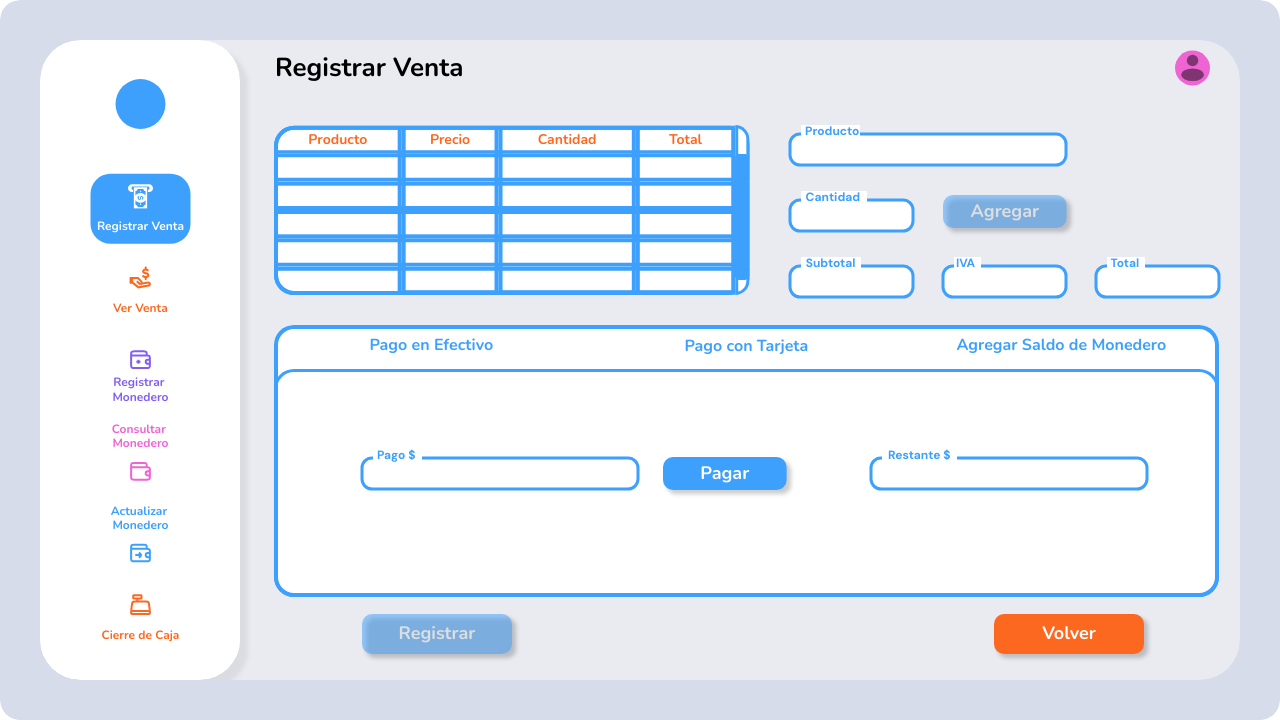 Registrar Venta
Registrar Venta
Ver Venta
Registrar
Monedero
Consultar
Monedero
Actualizar
Monedero
Cierre de Caja
Producto Precio Cantidad Total
Producto
Cantidad
Agregar
Subtotal IVA Total
Pago en Efectivo Pago con Tarjeta Agregar Saldo de Monedero
Pago $ Pagar Restante $
Registrar Volver